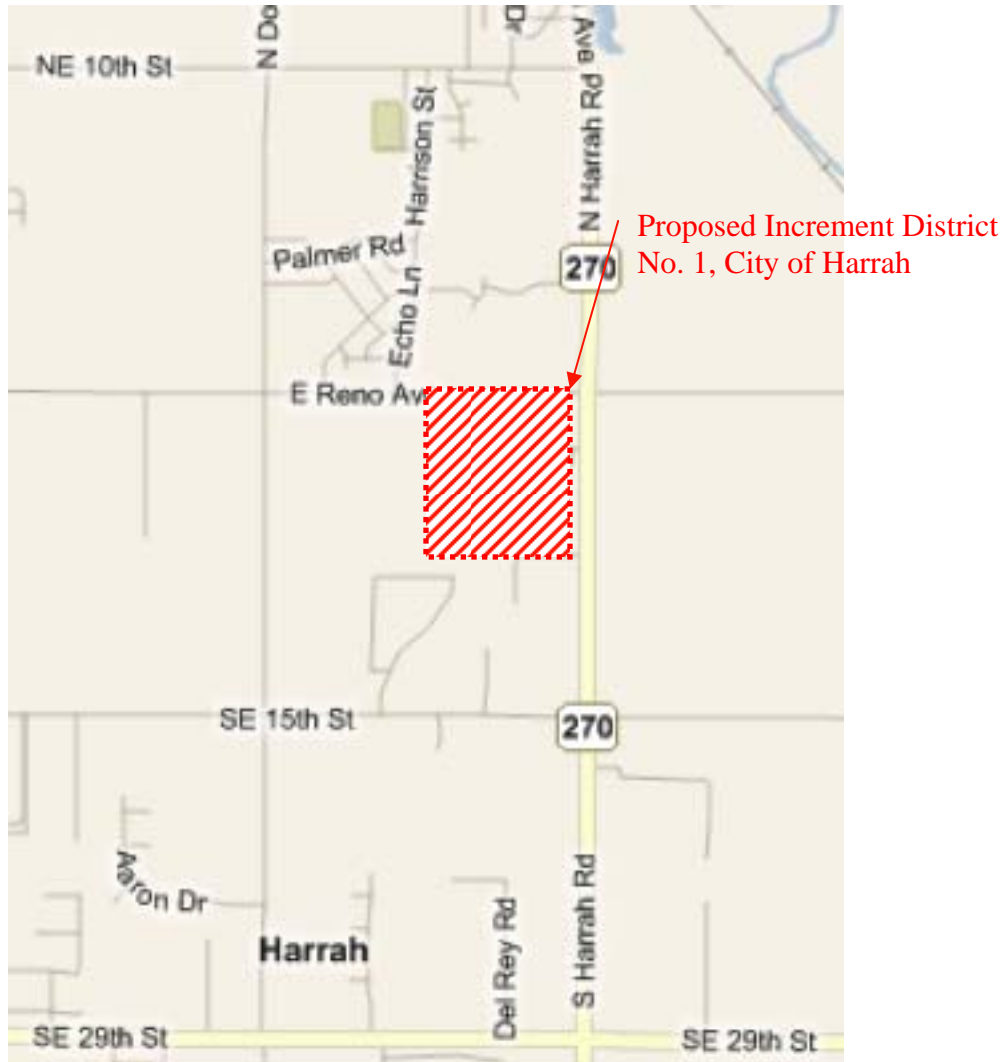 NE 10th St
N Do
Ave
N Harrah Rd
Harrison St
Proposed Increment District
No. 1, City of Harrah
Palmer Rd
270
Echo Ln
E Reno Av
SE 15th St
270
Aaron Dr
Harrah
Del Rey Rd
S Harrah Rd
SE 29th St
SE 29th St